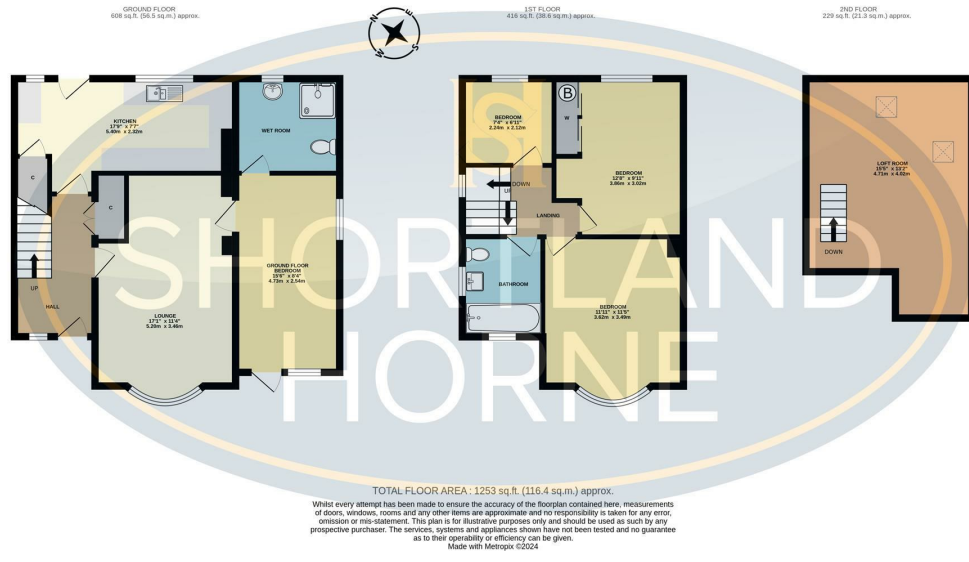 GROUND FLOOR
608 sq.ft. (56.5 sq.m.) approx.
KITCHEN
17'9" x 7'7"
5.40m x 2.32m
WET ROOM
C
C
UP
HALL
LOUNGE
17'1" x 11'4"
5.20m x 3.46m
GROUND FLOOR
BEDROOM
15'6" x 8'4"
4.73m x 2.54m
N
E
S
W
1ST FLOOR
416 sq.ft. (38.6 sq.m.) approx.
BEDROOM
7'4" x 6'11"
2.24m x 2.12m
B
W
BEDROOM
12'8" x 9'11"
3.86m x 3.02m
DOWN
UP
LANDING
BATHROOM
BEDROOM
11'11" x 11'5"
3.62m x 3.49m
2ND FLOOR
229 sq.ft. (21.3 sq.m.) approx.
LOFT ROOM
15'5" x 13'2"
4.71m x 4.02m
DOWN
SHORTLAND
HORNE
TOTAL FLOOR AREA : 1253 sq.ft. (116.4 sq.m.) approx.
Whilst every attempt has been made to ensure the accuracy of the floorplan contained here, measurements
of doors, windows, rooms and any other items are approximate and no responsibility is taken for any error,
omission or mis-statement. This plan is for illustrative purposes only and should be used as such by any
prospective purchaser. The services, systems and appliances shown have not been tested and no guarantee
as to their operability or efficiency can be given.
Made with Metropix ©2024